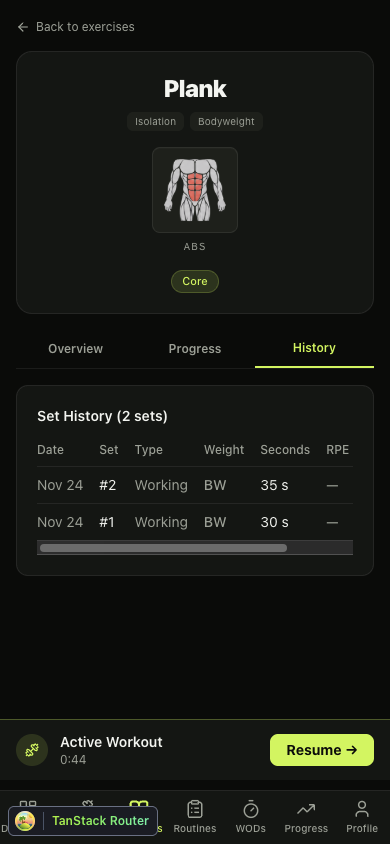 Back to exercises
Plank
Isolation Bodyweight
ABS
Core
Overview Progress History
Set History (2 sets)
Date Set Type Weight Seconds RPE
Nov 24 #2 Working BW 35 s —
Nov 24 #1 Working BW 30 s —
Active Workout
0:44
Resume →
TanStack Router
Routines WODs Progress Profile